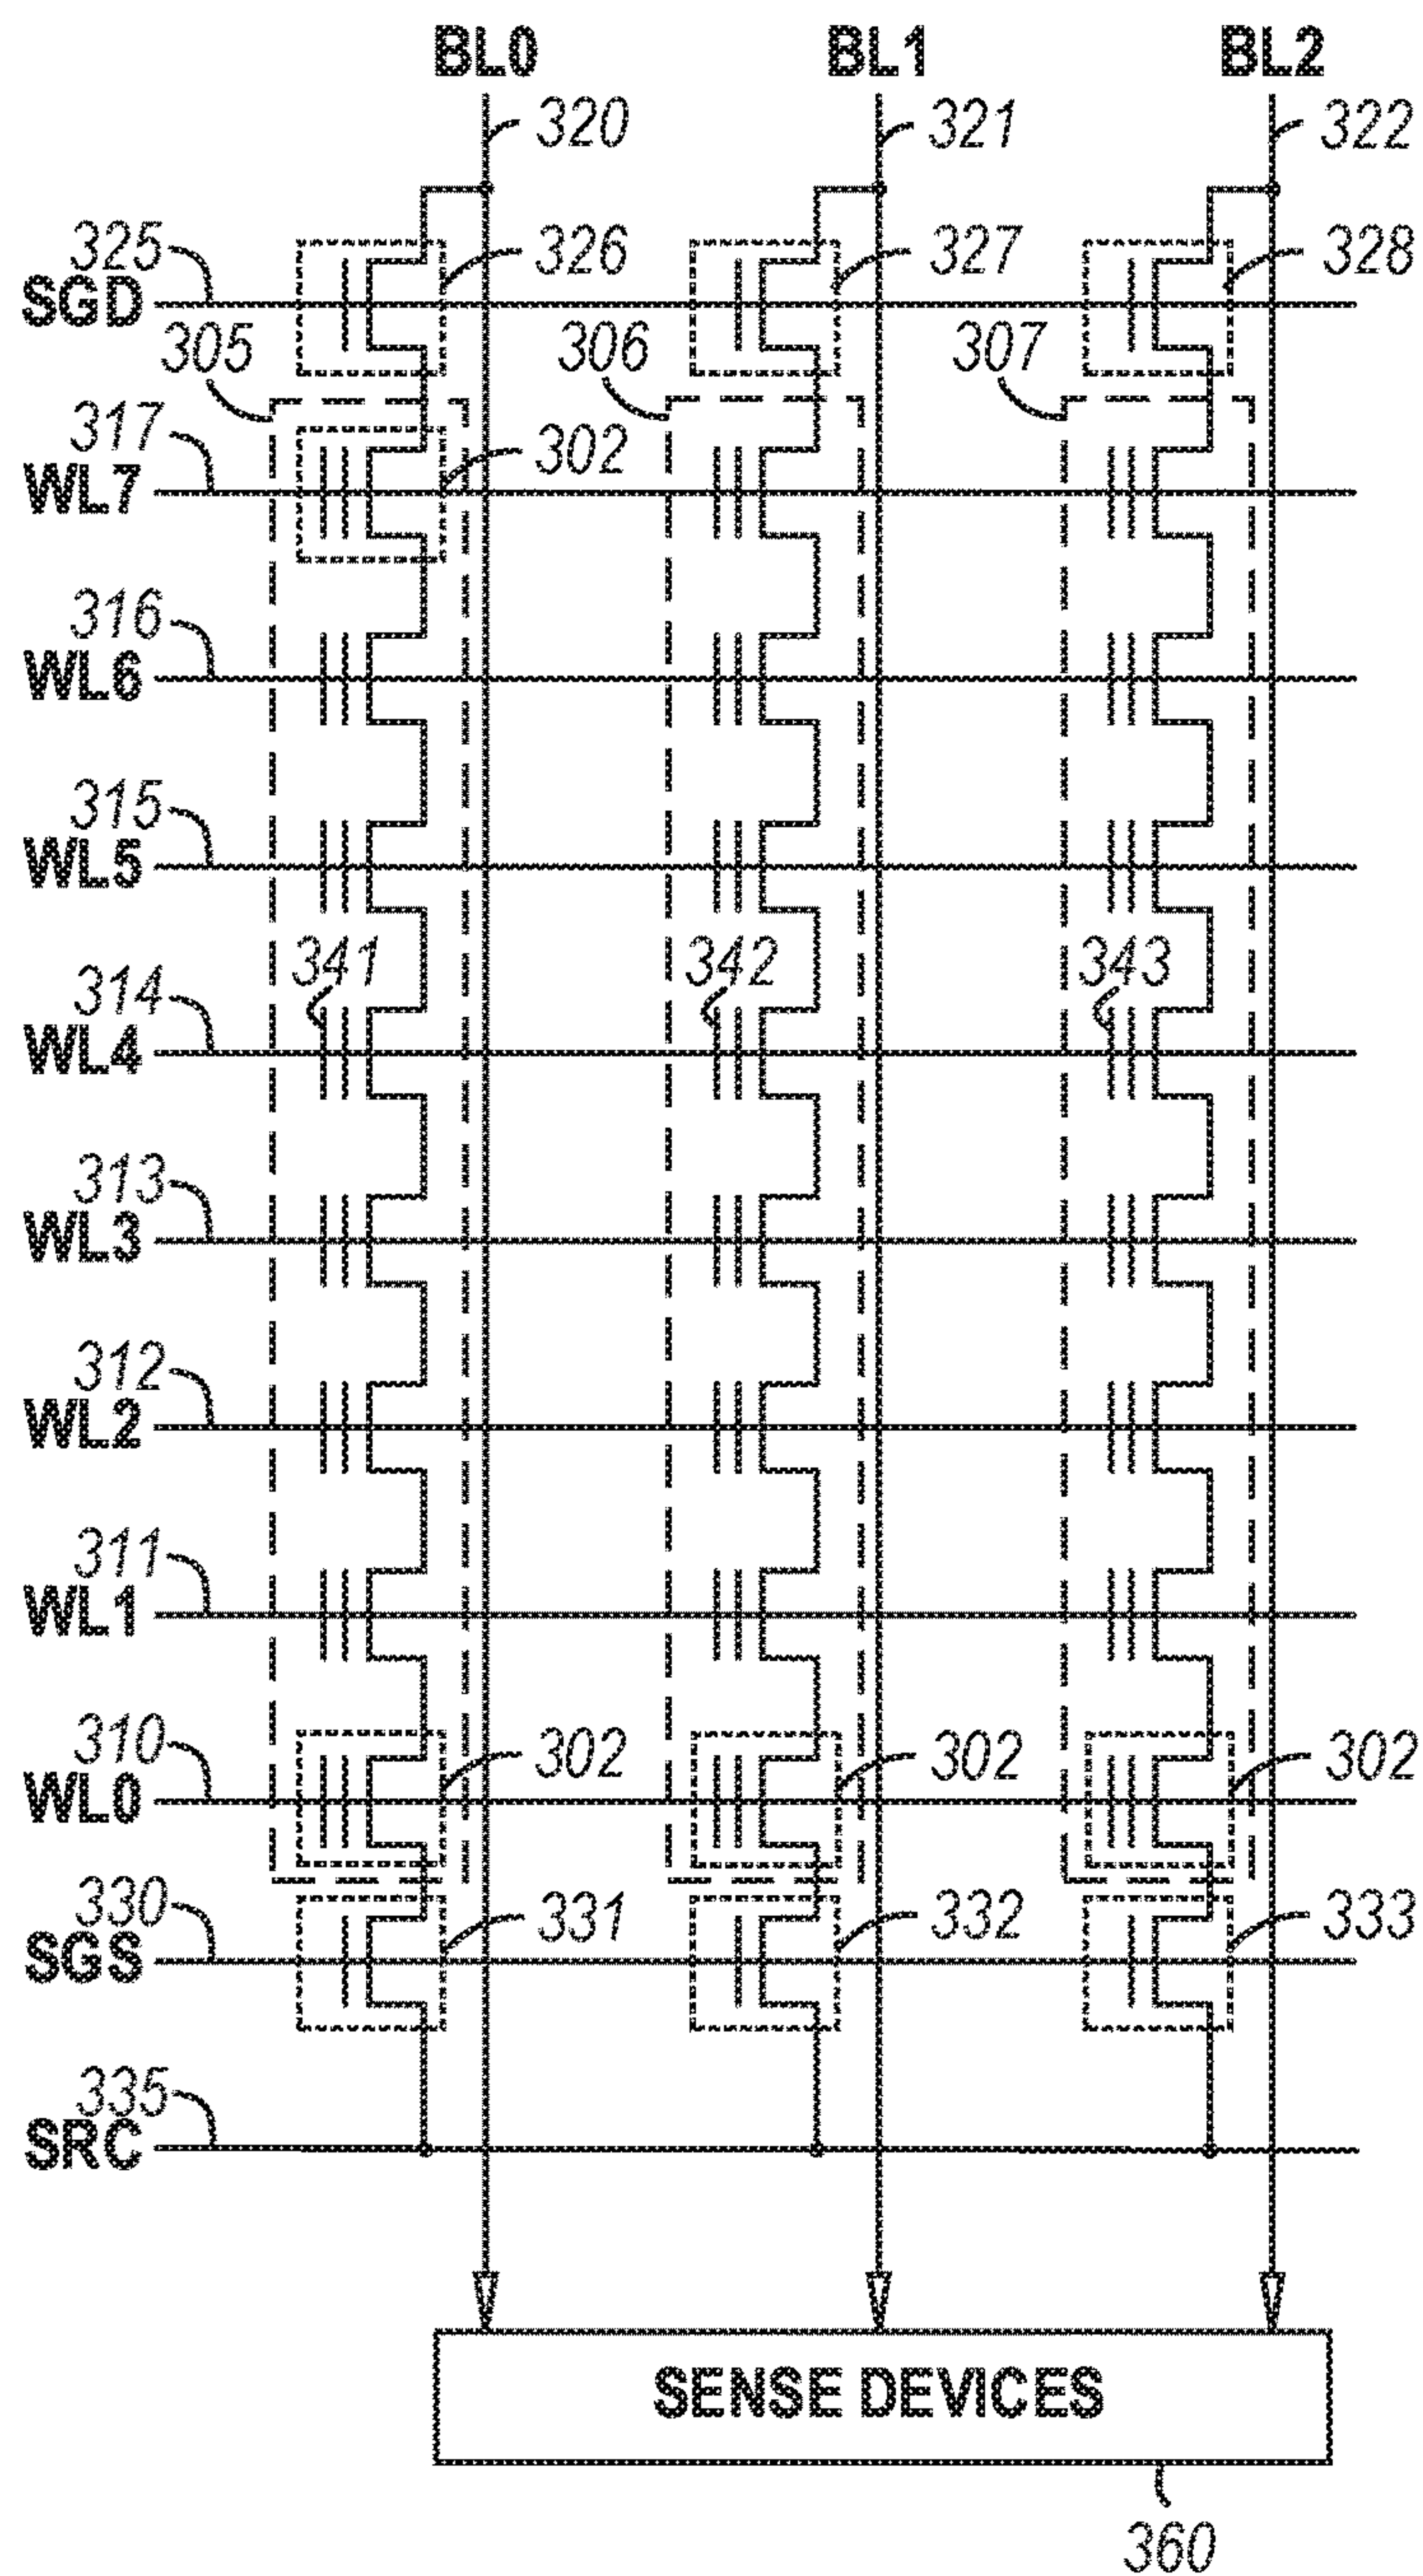 BL0 BL1 BL2
320 321 322
325 326 327 328
SGD
305 306 307
317 302
WL7
316
WL6
315
WL5
341 342 343
314
WL4
313
WL3
312
WL2
311
WL1
310 302 302 302
WL0
330 331 332 333
SGS
335
SRC
SENSE DEVICES
360